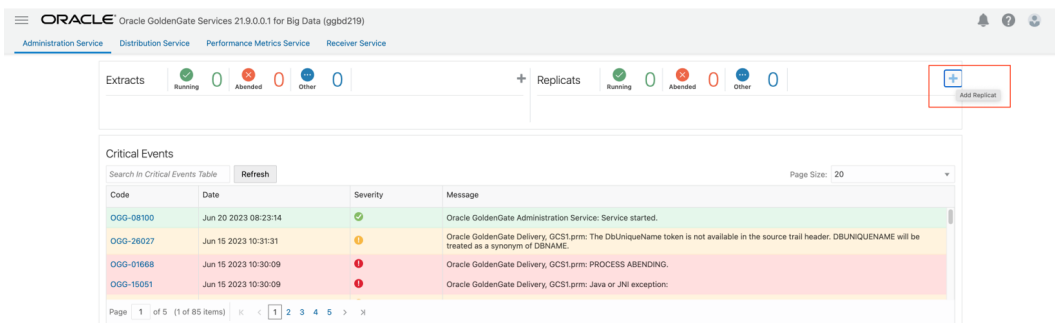 ORACLE Oracle GoldenGate Services 21.9.0.0.1 for Big Data (ggbd219)
Administration Service Distribution Service Performance Metrics Service Receiver Service
Extracts Running 0 Abended 0 Other 0 + Replicats Running 0 Abended 0 Other 0 +
Add Replicat
Critical Events
Search In Critical Events Table Refresh Page Size: 20
Code Date Severity Message
OGG-08100 Jun 20 2023 08:23:14 Oracle GoldenGate Administration Service: Service started.
OGG-26027 Jun 15 2023 10:31:31 Oracle GoldenGate Delivery, GCS1.prm: The DbUniqueName token is not available in the source trail header. DBUNIQUENAME will be
treated as a synonym of DBNAME.
OGG-01668 Jun 15 2023 10:30:09 Oracle GoldenGate Delivery, GCS1.prm: PROCESS ABENDING.
OGG-15051 Jun 15 2023 10:30:09 Oracle GoldenGate Delivery, GCS1.prm: Java or JNI exception:
Page 1 of 5 (1 of 85 items) K < 1 2 3 4 5 > X